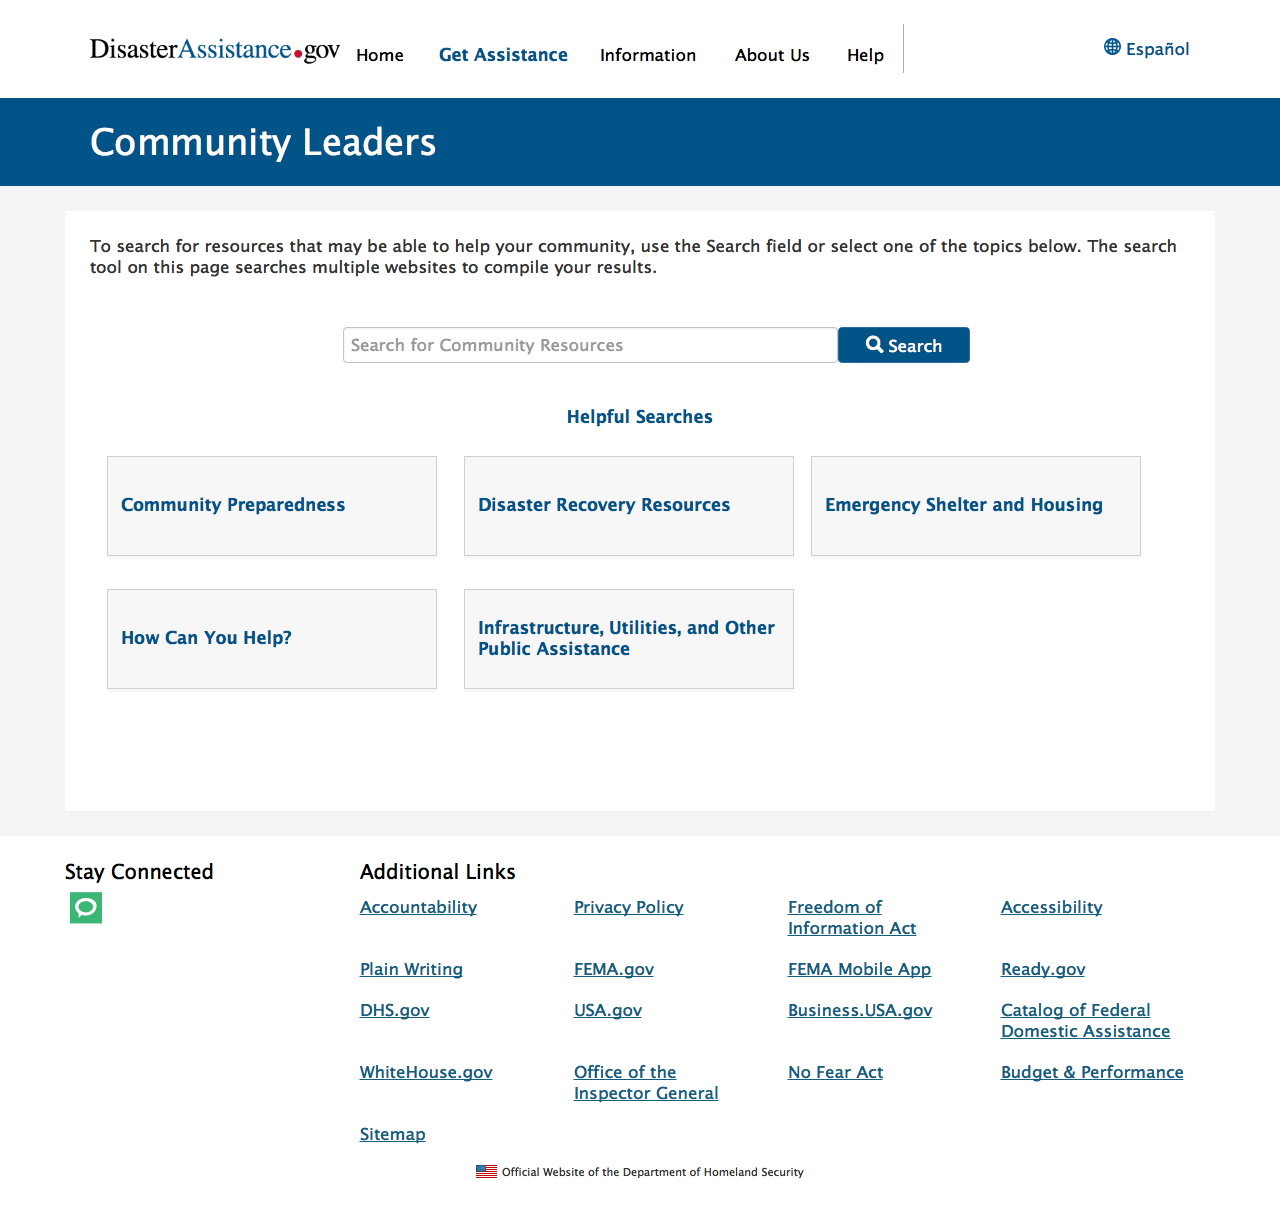 DisasterAssistance.gov Home Get Assistance Information About Us Help Español
Community Leaders
To search for resources that may be able to help your community, use the Search field or select one of the topics below. The search
tool on this page searches multiple websites to compile your results.
Search for Community Resources Search
Helpful Searches
Community Preparedness
Disaster Recovery Resources
Emergency Shelter and Housing
How Can You Help?
Infrastructure, Utilities, and Other
Public Assistance
Stay Connected
Additional Links
Accountability
Privacy Policy
Freedom of
Information Act
Accessibility
Plain Writing
FEMA.gov
FEMA Mobile App
Ready.gov
DHS.gov
USA.gov
Business.USA.gov
Catalog of Federal
Domestic Assistance
WhiteHouse.gov
Office of the
Inspector General
No Fear Act
Budget & Performance
Sitemap
Official Website of the Department of Homeland Security